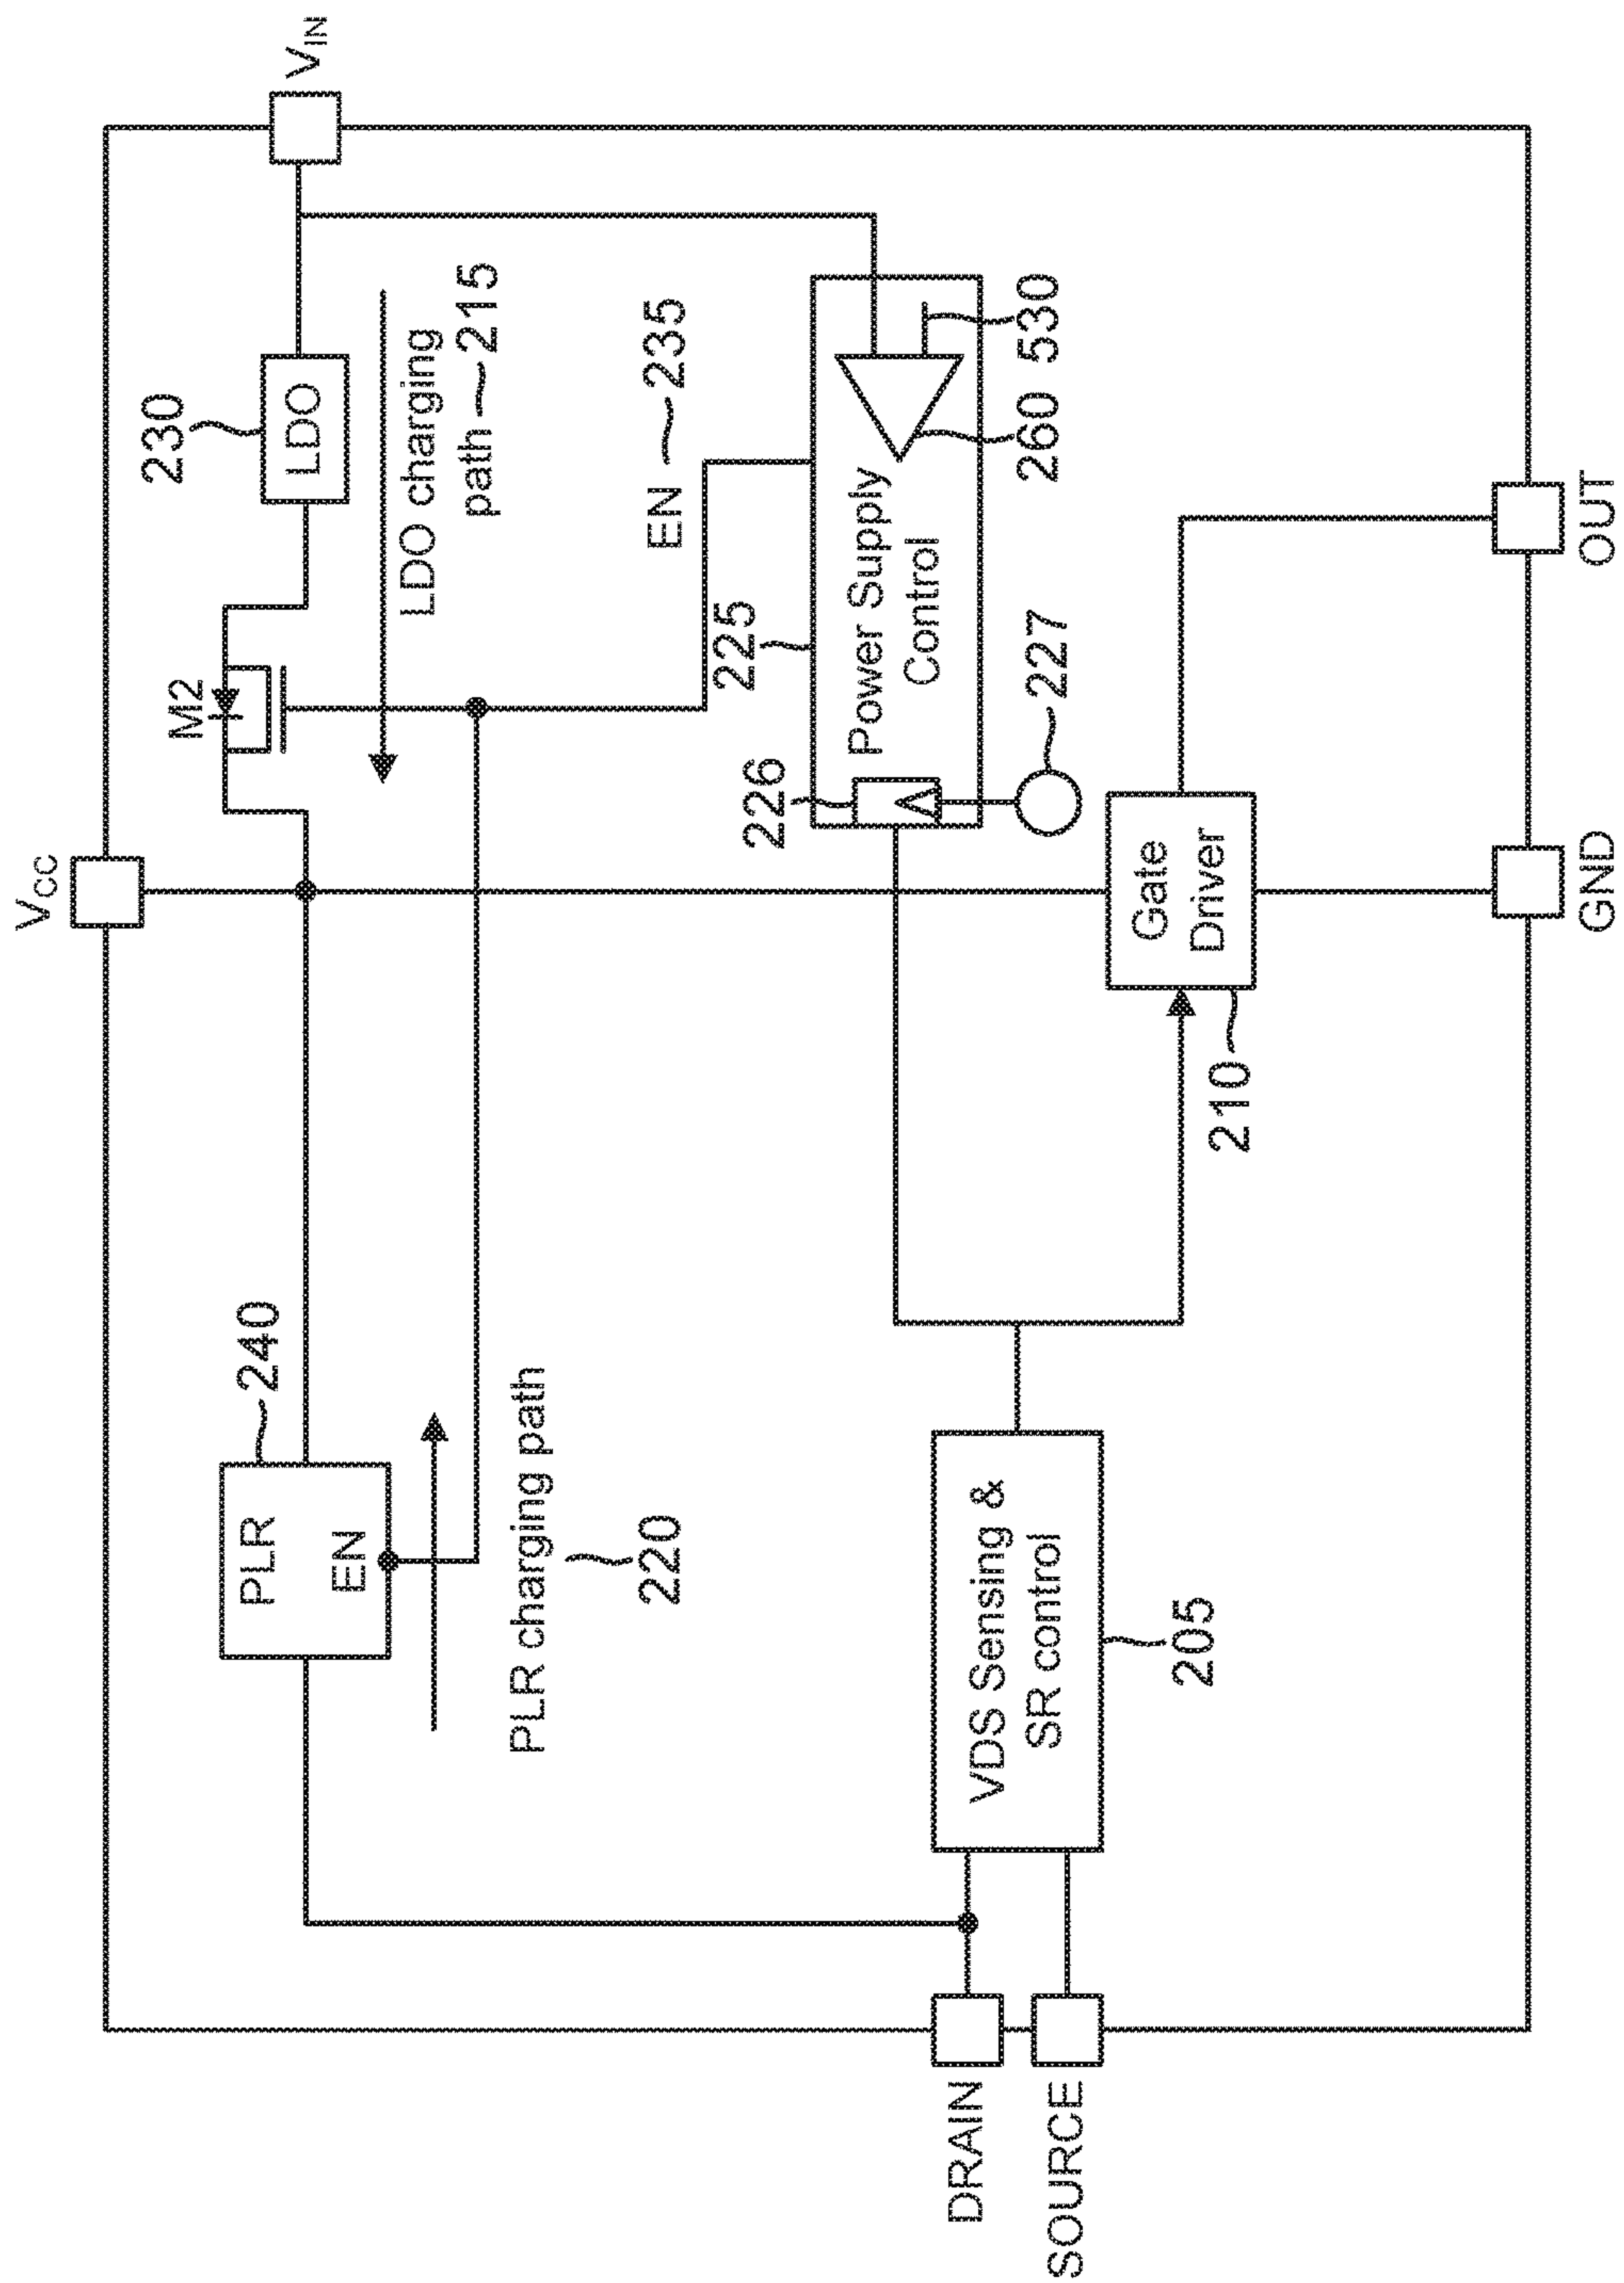 DRAIN
SOURCE
PLR
EN
240
PLR charging path
220
VDS Sensing &
SR control
205
V_CC
M2
230
LDO
V_IN
LDO charging
path 215
EN 235
225
226
Power Supply
Control
227
260
530
Gate
Driver
210
GND
OUT